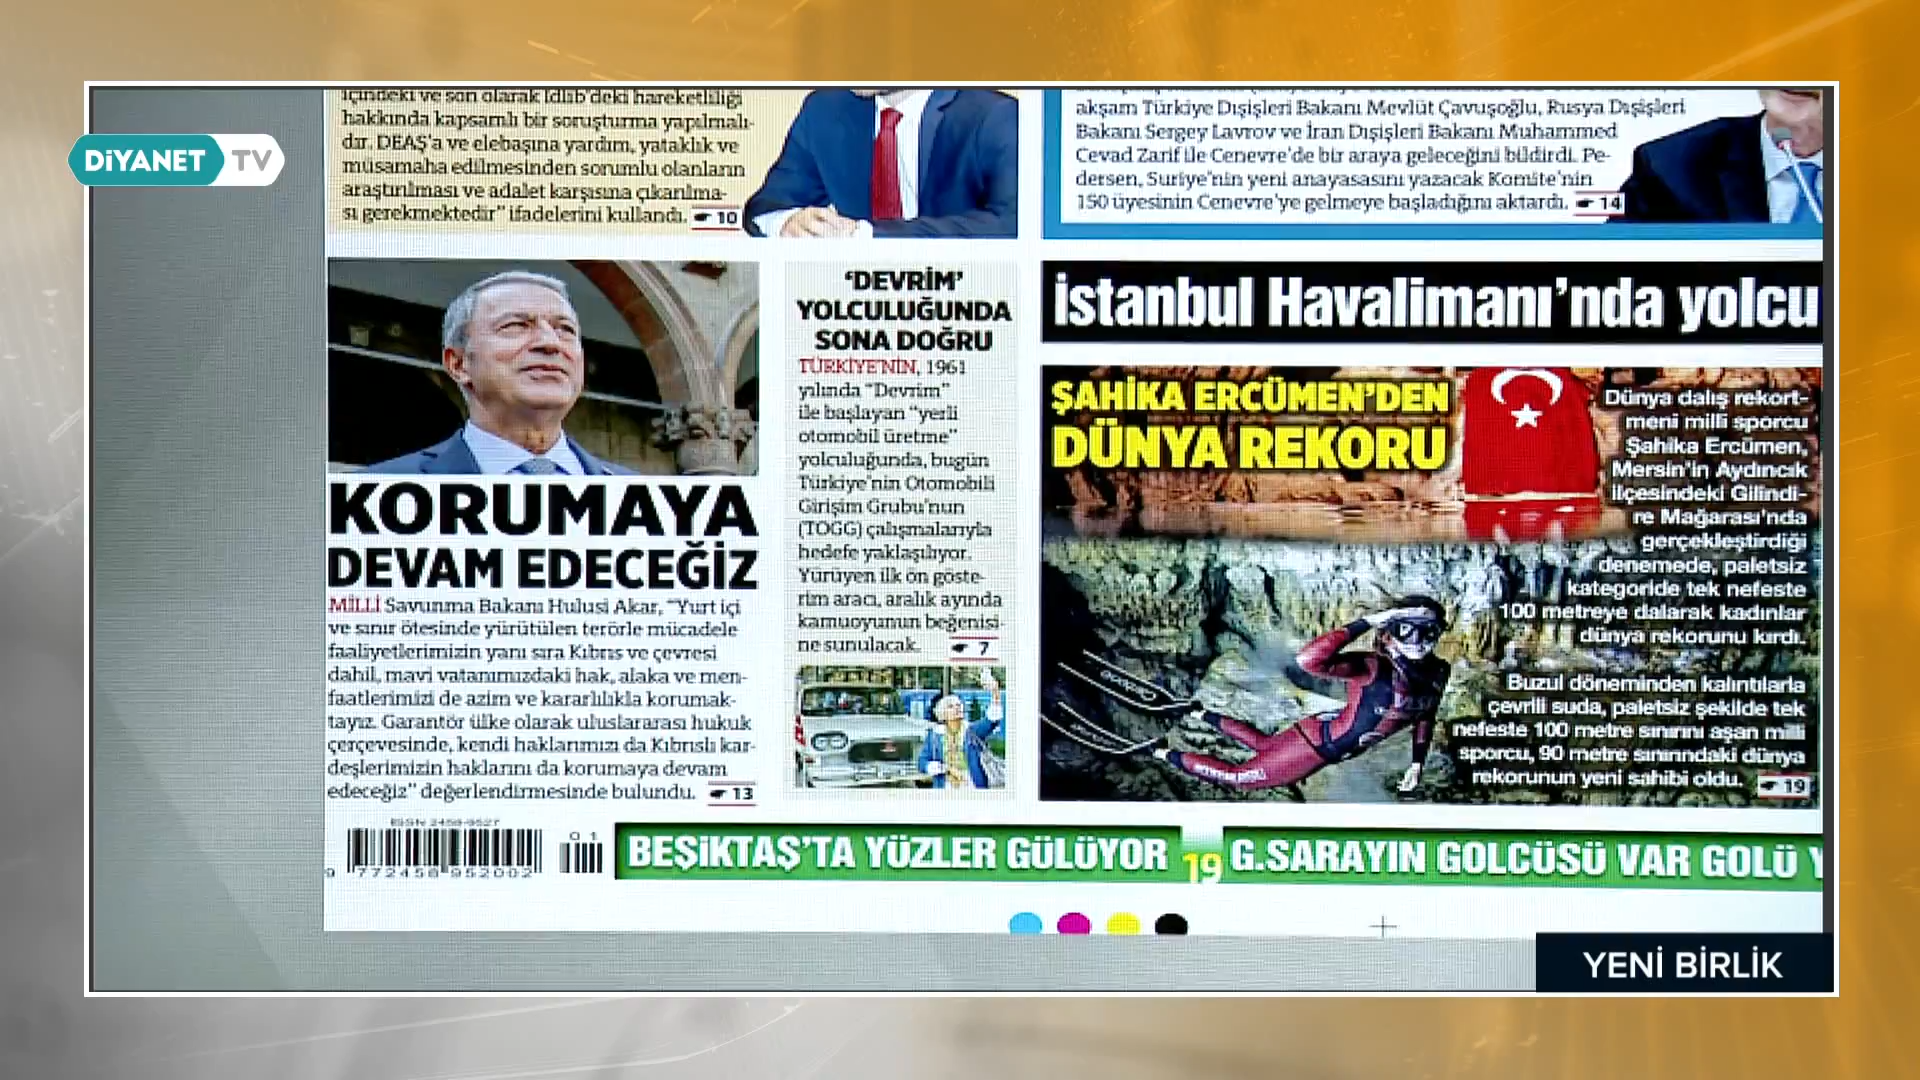 DİYANET TV
içindeki ve son olarak İdlib'deki hareketliliği
hakkında kapsamlı bir soruşturma yapılmalı-
dır. DEAŞ'a ve elebaşına yardım, yataklık ve
müsamaha edilmesinden sorumlu olanların
araştırılması ve adalet karşısına çıkarılma-
sı gerekmektedir" ifadelerini kullandı. 10
akşam Türkiye Dışişleri Bakanı Mevlüt Çavuşoğlu, Rusya Dışişleri
Bakanı Sergey Lavrov ve İran Dışişleri Bakanı Muhammed
Cevad Zarif ile Cenevre'de bir araya geleceğini bildirdi. Pe-
dersen, Suriye'nin yeni anayasasını yazacak Komite'nin
150 üyesinin Cenevre'ye gelmeye başladığını aktardı. 14
KORUMAYA
DEVAM EDECEĞİZ
MİLLİ Savunma Bakanı Hulusi Akar, "Yurt içi
ve sınır ötesinde yürütülen terörle mücadele
faaliyetlerimizin yanı sıra Kıbrıs ve çevresi
dahil, mavi vatanımızdaki hak, alaka ve men-
faatlerimizi de azim ve kararlılıkla korumak-
tayız. Garantör ülke olarak uluslararası hukuk
çerçevesinde, kendi haklarımızı da Kıbrıslı kar-
deşlerimizin haklarını da korumaya devam
edeceğiz" değerlendirmesinde bulundu. 13
'DEVRİM'
YOLCULUĞUNDA
SONA DOĞRU
TÜRKİYE'NİN, 1961
yılında "Devrim"
ile başlayan "yerli
otomobil üretme"
yolculuğunda, bugün
Türkiye'nin Otomobili
Girişim Grubu'nun
(TOGG) çalışmalarıyla
hedefe yaklaşılıyor.
Yürüyen ilk ön göste-
rim aracı, aralık ayında
kamuoyunun beğenisi-
ne sunulacak. 7
İstanbul Havalimanı'nda yolcu
ŞAHİKA ERCÜMEN'DEN
DÜNYA REKORU
Dünya dalış rekort-
meni milli sporcu
Şahika Ercümen,
Mersin'in Aydıncık
ilçesindeki Gilindi-
re Mağarası'nda
gerçekleştirdiği
denemede, paletsiz
kategoride tek nefeste
100 metreye dalarak kadınlar
dünya rekorunu kırdı.
Buzul döneminden kalıntılarla
çevrili suda, paletsiz şekilde tek
nefeste 100 metre sınırını aşan milli
sporcu, 90 metre sınırındaki dünya
rekorunun yeni sahibi oldu. 19
ISSN 2458-9527
9 772458 952002
01
BEŞİKTAŞ'TA YÜZLER GÜLÜYOR 19 G.SARAYIN GOLCÜSÜ VAR GOLÜ Y
YENİ BİRLİK